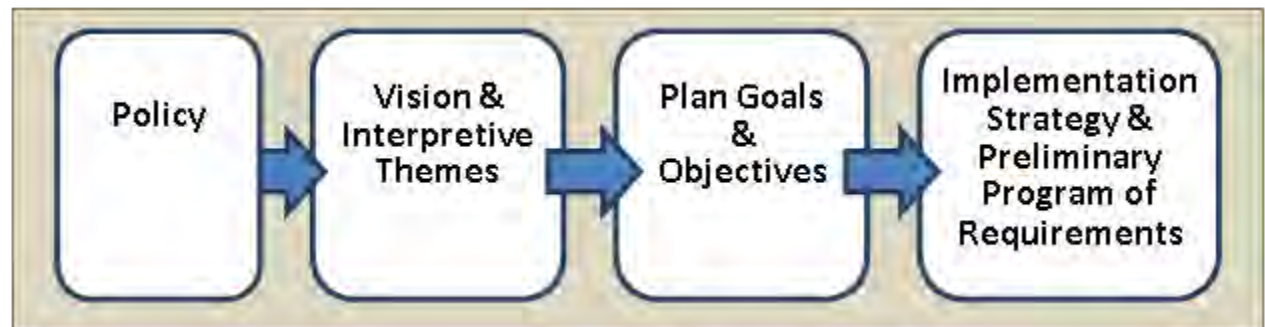 Policy
Vision &
Interpretive
Themes
Plan Goals
&
Objectives
Implementation
Strategy &
Preliminary
Program of
Requirements